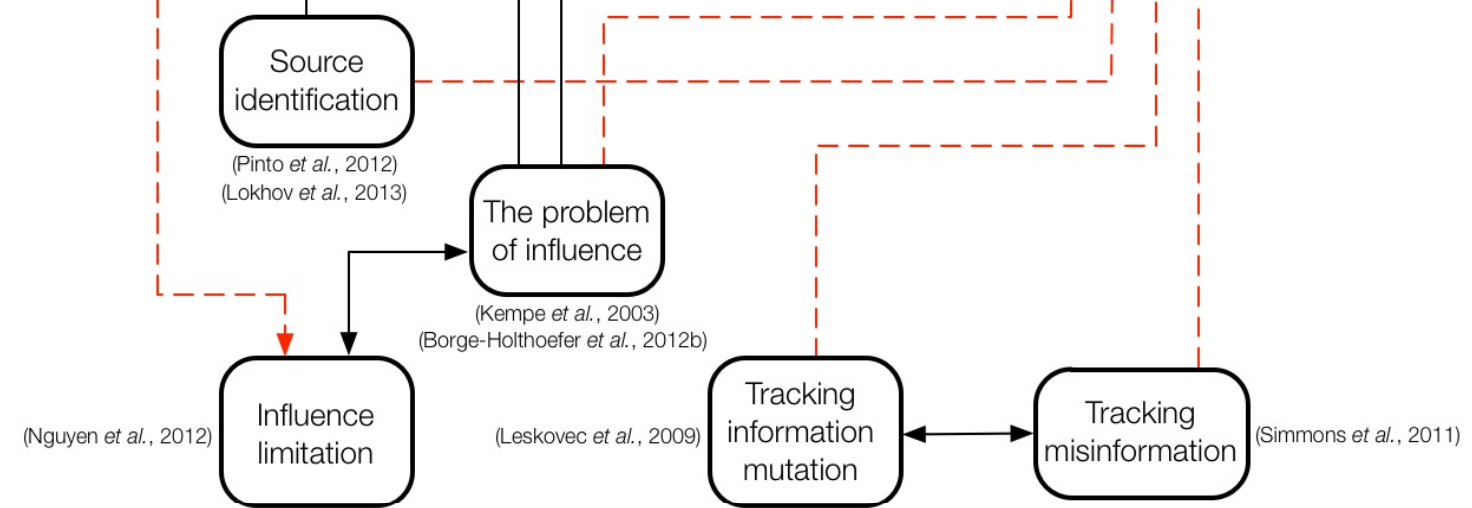 Source
identification
(Pinto et al., 2012)
(Lokhov et al., 2013)
The problem
of influence
(Kempe et al., 2003)
(Borge-Holthoefer et al., 2012b)
Influence
limitation
(Nguyen et al., 2012)
Tracking
information
mutation
(Leskovec et al., 2009)
Tracking
misinformation
(Simmons et al., 2011)